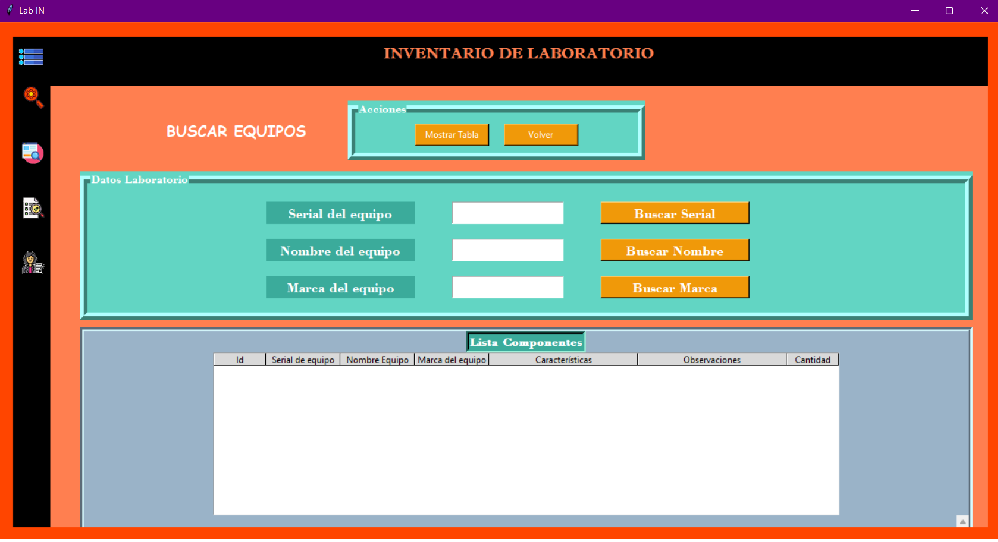 Lab IN
INVENTARIO DE LABORATORIO
BUSCAR EQUIPOS
Acciones
Mostrar Tabla Volver
Datos Laboratorio
Serial del equipo Buscar Serial
Nombre del equipo Buscar Nombre
Marca del equipo Buscar Marca
Lista Componentes
Id Serial de equipo Nombre Equipo Marca del equipo Características Observaciones Cantidad